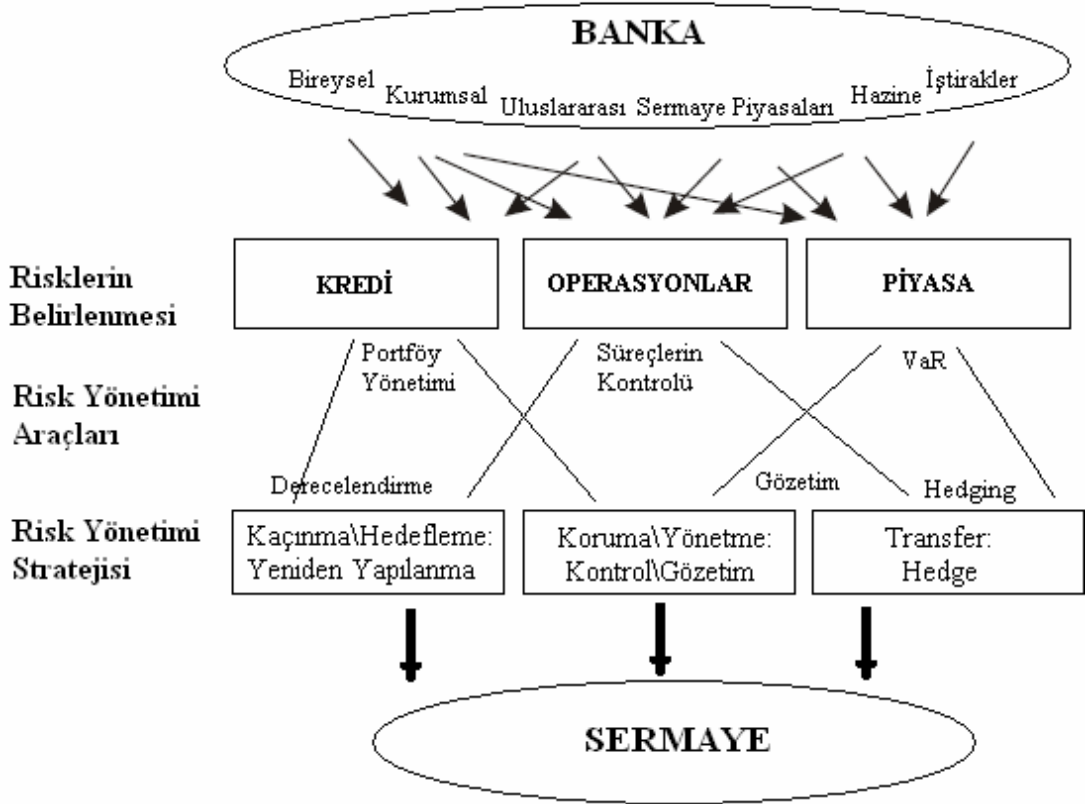 BANKA
Bireysel
Kurumsal
Uluslararası
Sermaye Piyasaları
Hazine
İştirakler
Risklerin
Belirlenmesi
KREDİ
OPERASYONLAR
PİYASA
Portföy
Yönetimi
Süreçlerin
Kontrolü
VaR
Risk Yönetimi
Araçları
Derecelendirme
Gözetim
Hedging
Risk Yönetimi
Stratejisi
Kaçınma\Hedefleme:
Yeniden Yapılanma
Koruma\Yönetme:
Kontrol\Gözetim
Transfer:
Hedge
SERMAYE